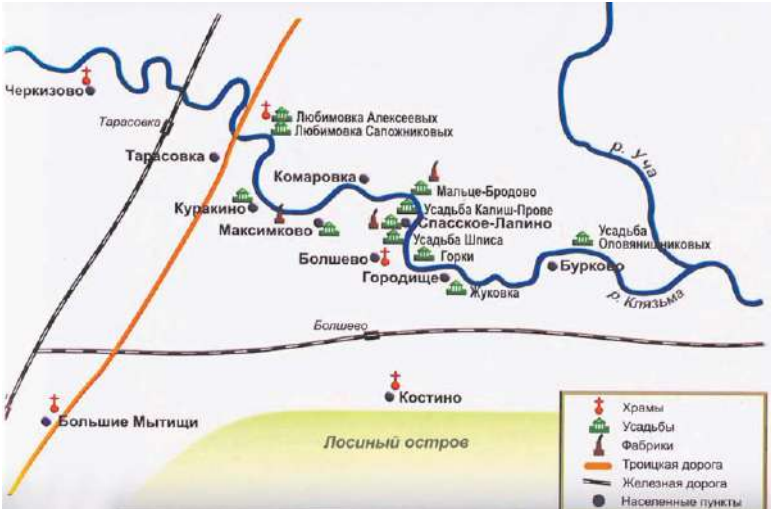 Черкизово
Тарасовка
Тарасовка
Любимовка Алексеевых
Любимовка Сапожниковых
Комаровка
Куракино
Максимково
Мальце-Бродово
Усадьба Калиш-Прове
Спасское-Лапино
Усадьба Шписа
Горки
Болшево
Городище
Жуковка
р. Уча
Усадьба
Оловянишниковых
Бурково
р. Клязьма
Болшево
Костино
Большие Мытищи
Лосиный остров
Храмы
Усадьбы
Фабрики
Троицкая дорога
Железная дорога
Населенные пункты